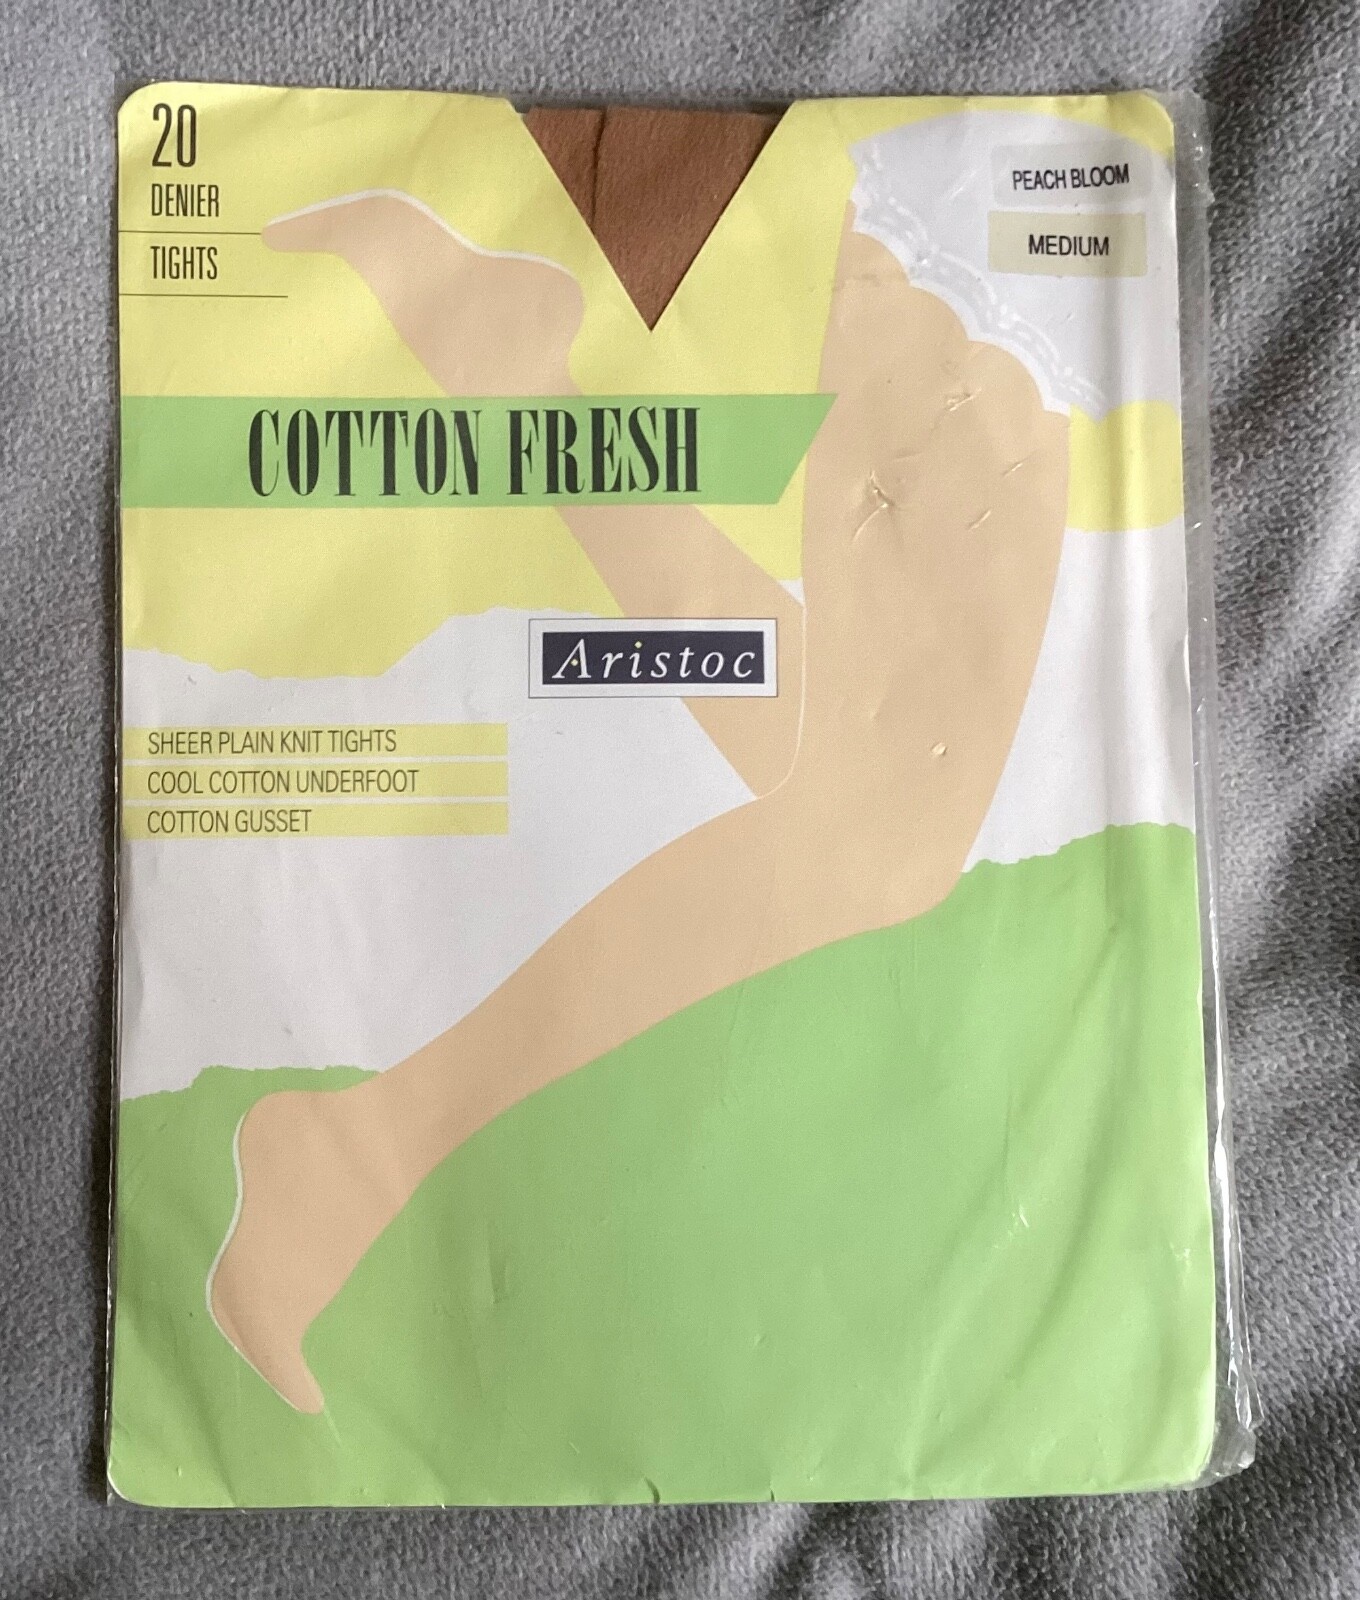 20
DENIER
TIGHTS
PEACH BLOOM
MEDIUM
COTTON FRESH
Aristoc
SHEER PLAIN KNIT TIGHTS
COOL COTTON UNDERFOOT
COTTON GUSSET